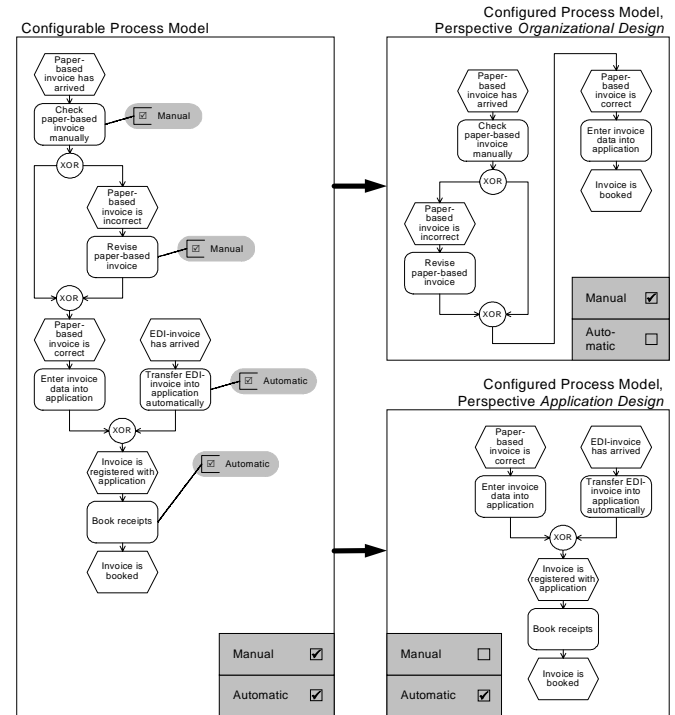 Configurable Process Model
Paper-
based
invoice has
arrived
Check
paper-based
invoice
manually
☑ Manual
XOR
Paper-
based
invoice is
incorrect
Revise
paper-based
invoice
☑ Manual
XOR
Paper-
based
invoice is
correct
EDI-invoice
has arrived
Enter invoice
data into
application
Transfer EDI-
invoice into
application
automatically
☑ Automatic
XOR
Invoice is
registered with
application
☑ Automatic
Book receipts
Invoice is
booked
Manual ☑
Automatic ☑
Configured Process Model,
Perspective Organizational Design
Paper-
based
invoice has
arrived
Check
paper-based
invoice
manually
XOR
Paper-
based
invoice is
incorrect
Revise
paper-based
invoice
XOR
Paper-
based
invoice is
correct
Enter invoice
data into
application
Invoice is
booked
Manual ☑
Auto-
matic ☐
Configured Process Model,
Perspective Application Design
Paper-
based
invoice is
correct
EDI-invoice
has arrived
Enter invoice
data into
application
Transfer EDI-
invoice into
application
automatically
XOR
Invoice is
registered with
application
Book receipts
Invoice is
booked
Manual ☐
Automatic ☑